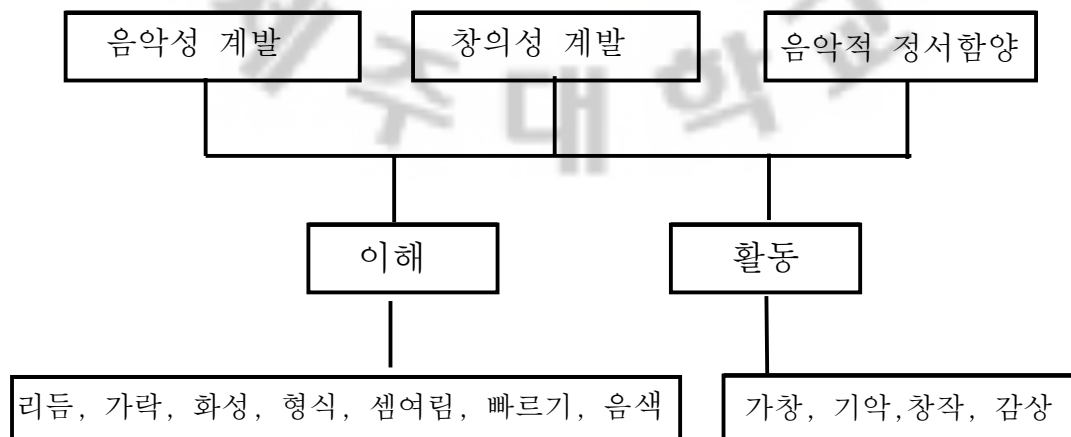 음악성 계발
창의성 계발
음악적 정서함양
이해
활동
리듬, 가락, 화성, 형식, 셈여림, 빠르기, 음색
가창, 기악,창작, 감상